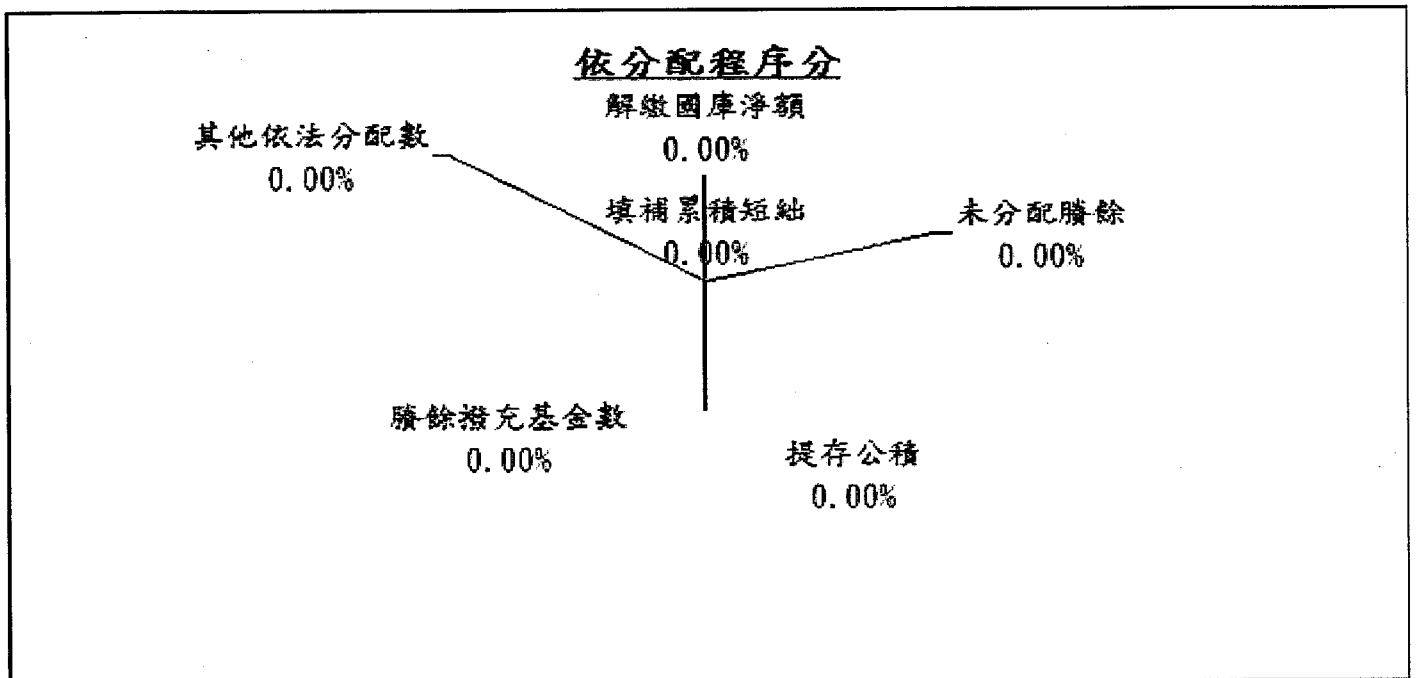 依分配程序分
解繳國庫淨額
0.00%
其他依法分配數
0.00%
填補累積短絀
0.00%
未分配賸餘
0.00%
賸餘撥充基金數
0.00%
提存公積
0.00%